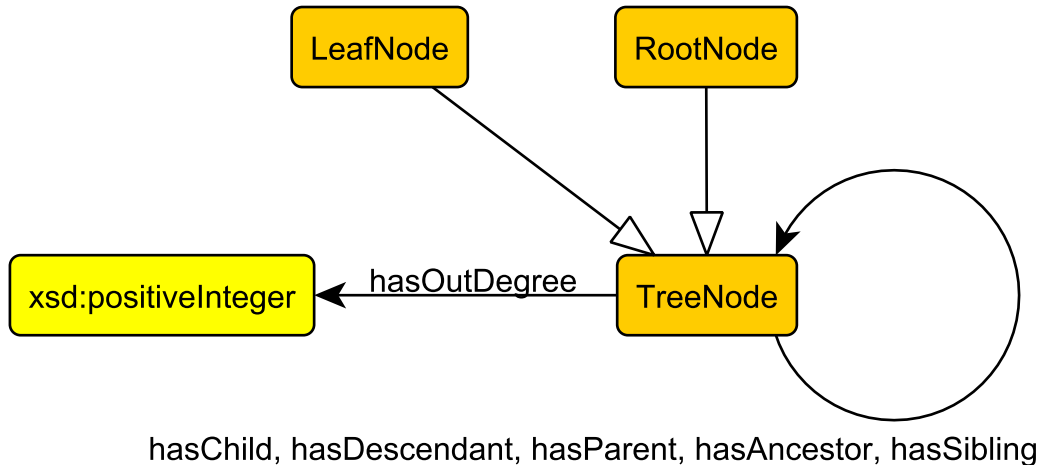 LeafNode
RootNode
hasOutDegree
xsd:positiveInteger
TreeNode
hasChild, hasDescendant, hasParent, hasAncestor, hasSibling